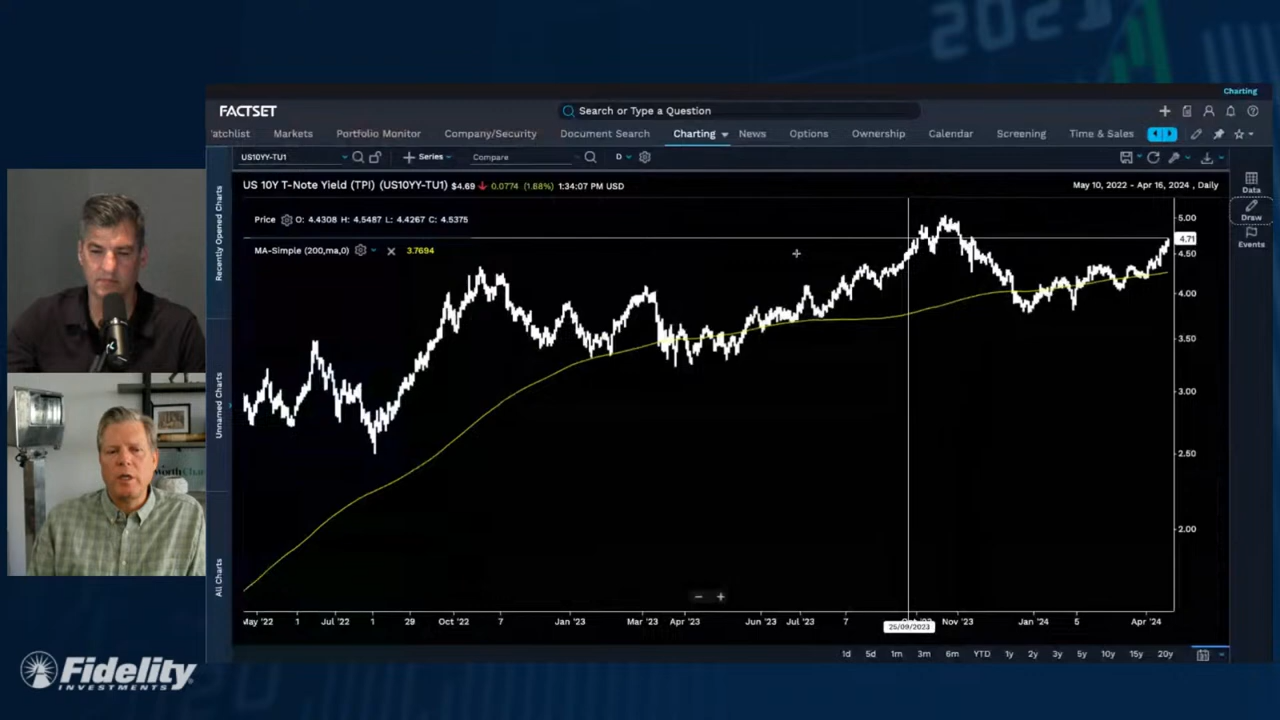 2021
Charting
FACTSET
Search or Type a Question
'atchlist Markets Portfolio Monitor Company/Security Document Search Charting News Options Ownership Calendar Screening Time & Sales
US10YY-TU1 Series Compare D
US 10Y T-Note Yield (TPI) (US10YY-TU1) $4.69 0.0774 (1.68%) 1:34:07 PM USD
May 10, 2022 - Apr 16, 2024 , Daily
Price O: 4.4308 H: 4.5487 L: 4.4267 C: 4.5375
MA-Simple (200,ma,0) 3.7694
Recently Opened Charts
Unnamed Charts
All Charts
Data
Draw
Events
5.00
4.71
4.50
4.00
3.50
3.00
2.50
2.00
May '22 1 Jul '22 1 29 Oct '22 7 Jan '23 Mar '23 Apr '23 Jun '23 Jul '23 7 Nov '23 Jan '24 5 Apr '24
25/09/2023
1d 5d 1m 3m 6m YTD 1y 2y 3y 5y 10y 15y 20y
Fidelity
INVESTMENTS